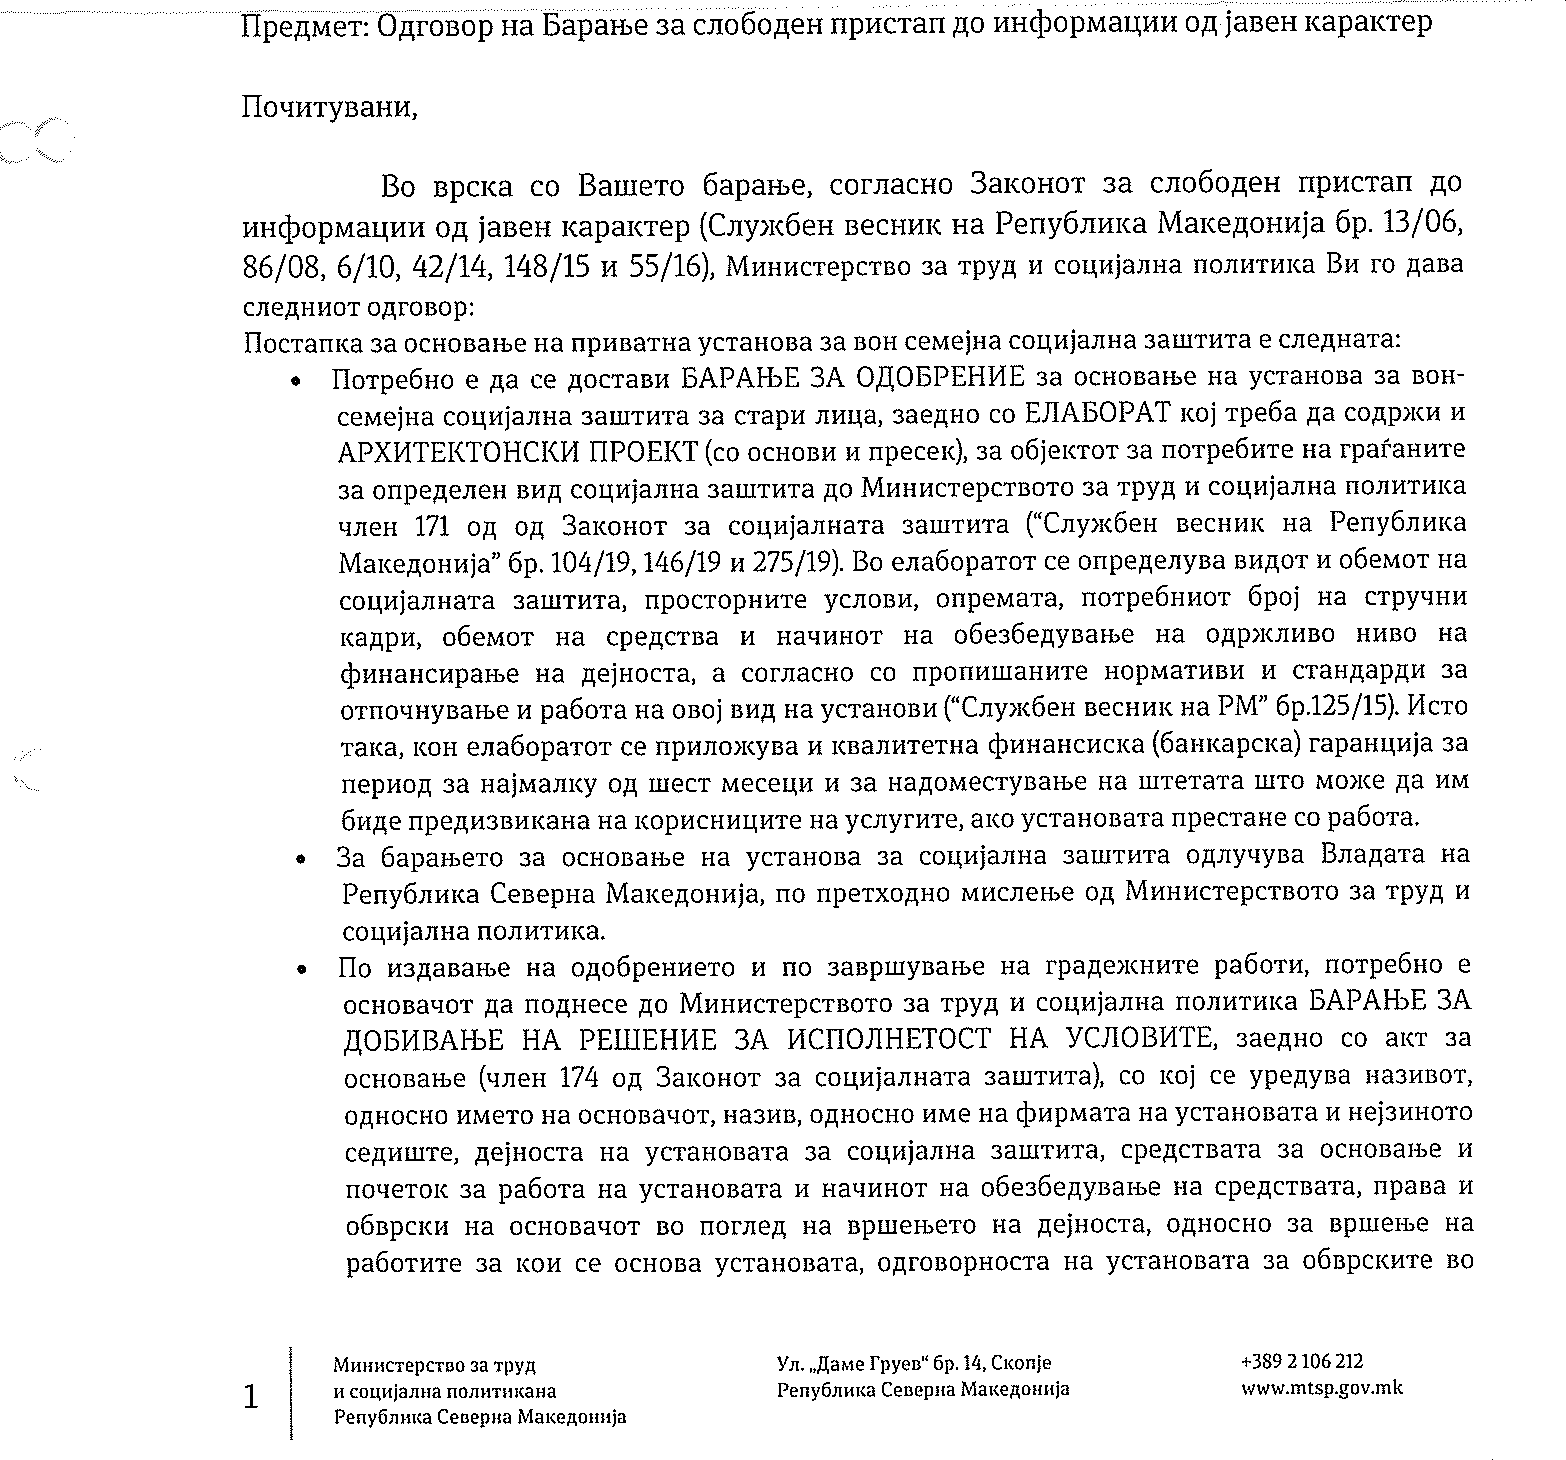 Предмет: Одговор на Барање за слободен пристап до информации од јавен карактер
Почитувани,
Во врска со Вашето барање, согласно Законот за слободен пристап до
информации од јавен карактер (Службен весник на Република Македонија бр. 13/06,
86/08, 6/10, 42/14, 148/15 и 55/16), Министерство за труд и социјална политика Ви го дава
следниот одговор:
Постапка за основање на приватна установа за вон семејна социјална заштита е следната:
• Потребно е да се достави БАРАЊЕ ЗА ОДОБРЕНИЕ за основање на установа за вон-
семејна социјална заштита за стари лица, заедно со ЕЛАБОРАТ кој треба да содржи и
АРХИТЕКТОНСКИ ПРОЕКТ (со основи и пресек), за објектот за потребите на граѓаните
за определен вид социјална заштита до Министерството за труд и социјална политика
член 171 од од Законот за социјалната заштита (“Службен весник на Република
Македонија” бр. 104/19, 146/19 и 275/19). Во елаборатот се определува видот и обемот на
социјалната заштита, просторните услови, опремата, потребниот број на стручни
кадри, обемот на средства и начинот на обезбедување на одржливо ниво на
финансирање на дејноста, а согласно со пропишаните нормативи и стандарди за
отпочнување и работа на овој вид на установи (“Службен весник на РМ” бр.125/15). Исто
така, кон елаборатот се приложува и квалитетна финансиска (банкарска) гаранција за
период за најмалку од шест месеци и за надоместување на штетата што може да им
биде предизвикана на корисниците на услугите, ако установата престане со работа.
• За барањето за основање на установа за социјална заштита одлучува Владата на
Република Северна Македонија, по претходно мислење од Министерството за труд и
социјална политика.
• По издавање на одобрението и по завршување на градежните работи, потребно е
основачот да поднесе до Министерството за труд и социјална политика БАРАЊЕ ЗА
ДОБИВАЊЕ НА РЕШЕНИЕ ЗА ИСПОЛНЕТОСТ НА УСЛОВИТЕ, заедно со акт за
основање (член 174 од Законот за социјалната заштита), со кој се уредува називот,
односно името на основачот, назив, односно име на фирмата на установата и нејзиното
седиште, дејноста на установата за социјална заштита, средствата за основање и
почеток за работа на установата и начинот на обезбедување на средствата, права и
обврски на основачот во поглед на вршењето на дејноста, односно за вршење на
работите за кои се основа установата, одговорноста на установата за обврските во
1
Министерство за труд
и социјална политикана
Република Северна Македонија
Ул. „Даме Груев“ бр. 14, Скопје
Република Северна Македонија
+389 2 106 212
www.mtsp.gov.mk